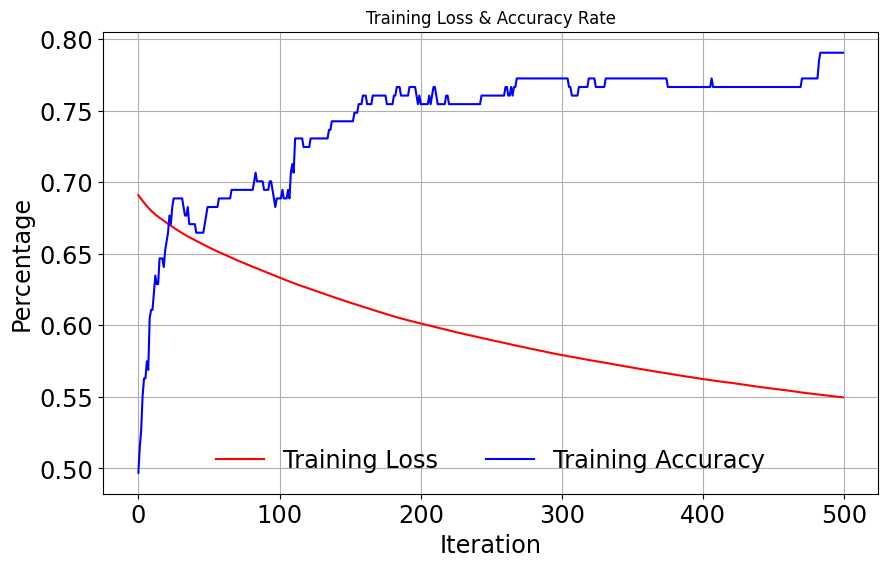 Training Loss & Accuracy Rate
0.80
0.75
0.70
0.65
0.60
0.55
0.50
Percentage
Training Loss Training Accuracy
0 100 200 300 400 500
Iteration